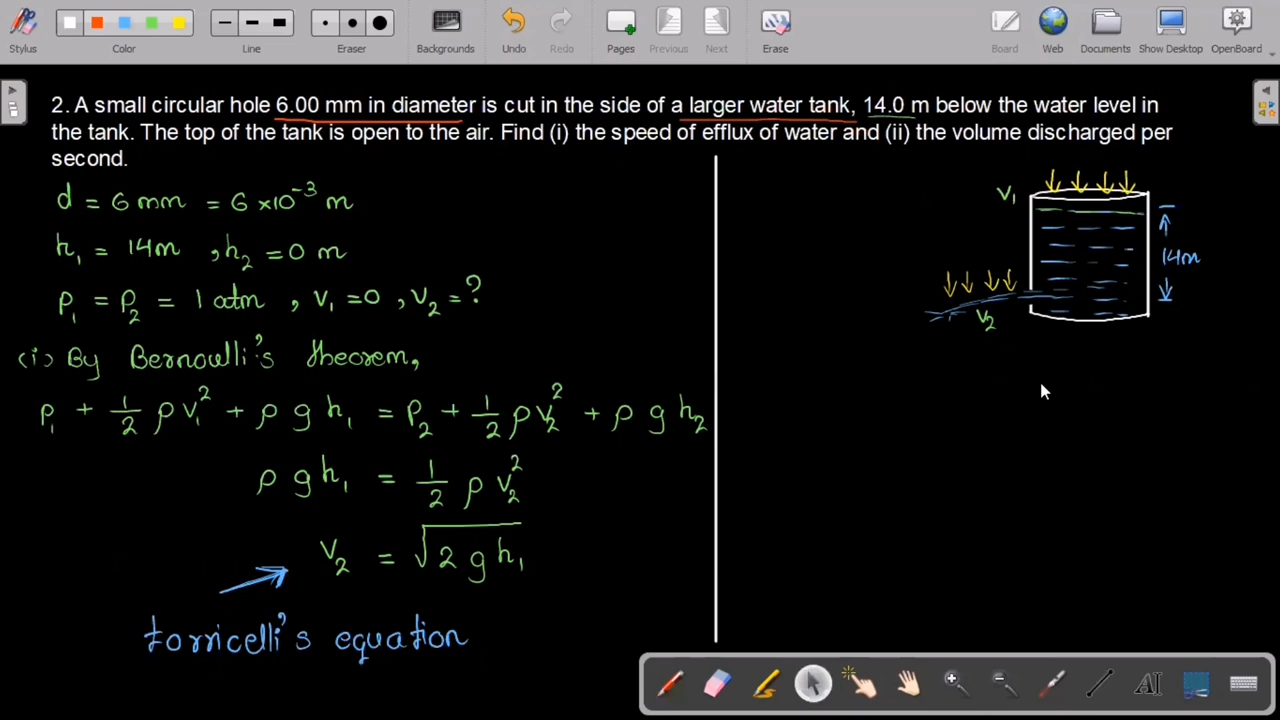 Stylus Color Line Eraser Backgrounds Undo Redo Pages Previous Next Erase Board Web Documents Show Desktop OpenBoard
2. A small circular hole 6.00 mm in diameter is cut in the side of a larger water tank, 14.0 m below the water level in
the tank. The top of the tank is open to the air. Find (i) the speed of efflux of water and (ii) the volume discharged per
second.
d = 6 mm = 6 ×10⁻³ m
h₁ = 14m , h₂ = 0 m
P₁ = P₂ = 1 atm , v₁ = 0 , v₂ = ?
(i) By Bernoulli's theorem,
P₁ + 1/2 ρ v₁² + ρ g h₁ = P₂ + 1/2 ρ v₂² + ρ g h₂
ρ g h₁ = 1/2 ρ v₂²
v₂ = √2 g h₁
torricelli's equation
v₁
14m
v₂